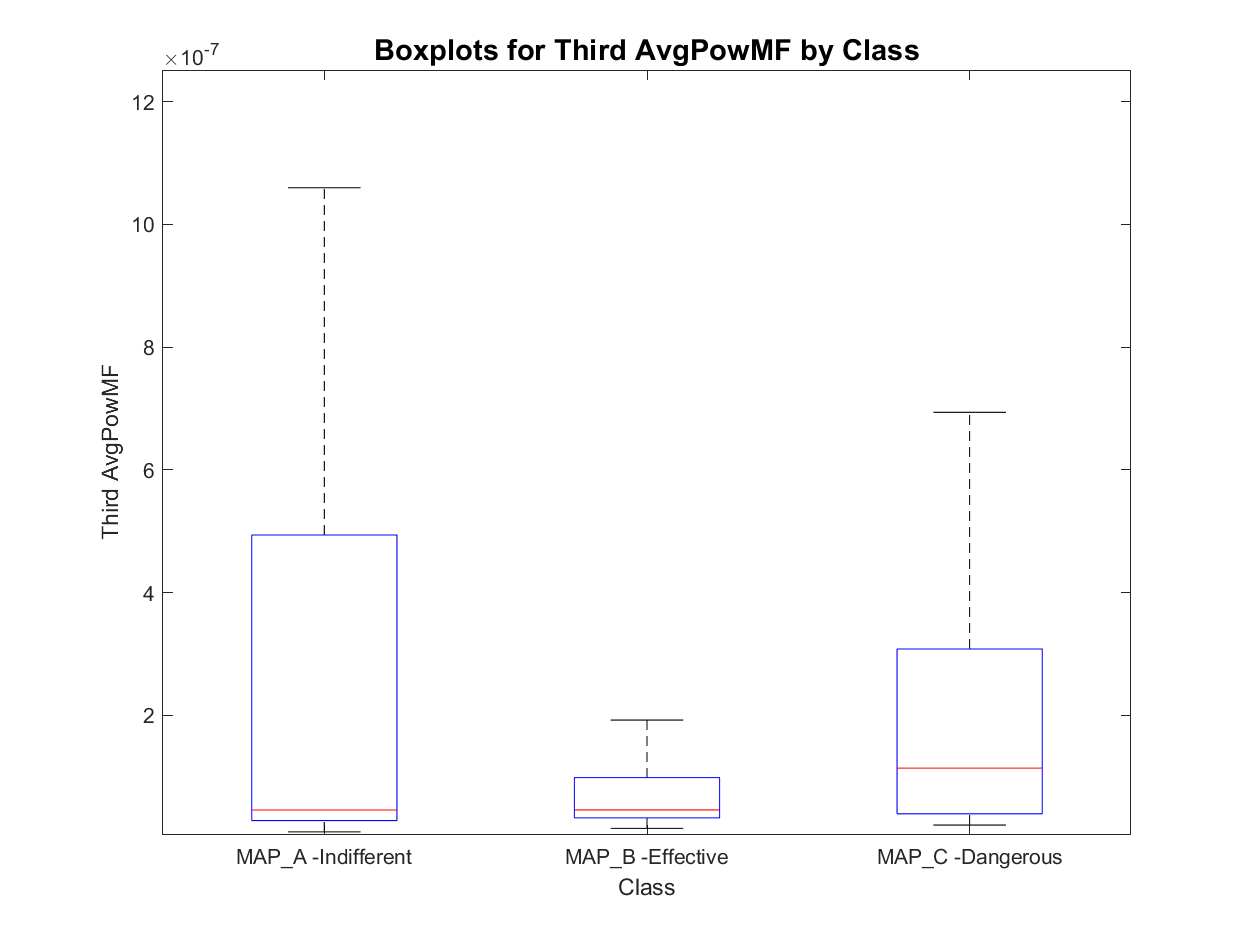 Boxplots for Third AvgPowMF by Class
×10-7
12
10
8
6
4
2
Third AvgPowMF
MAP_A -Indifferent
MAP_B -Effective
MAP_C -Dangerous
Class